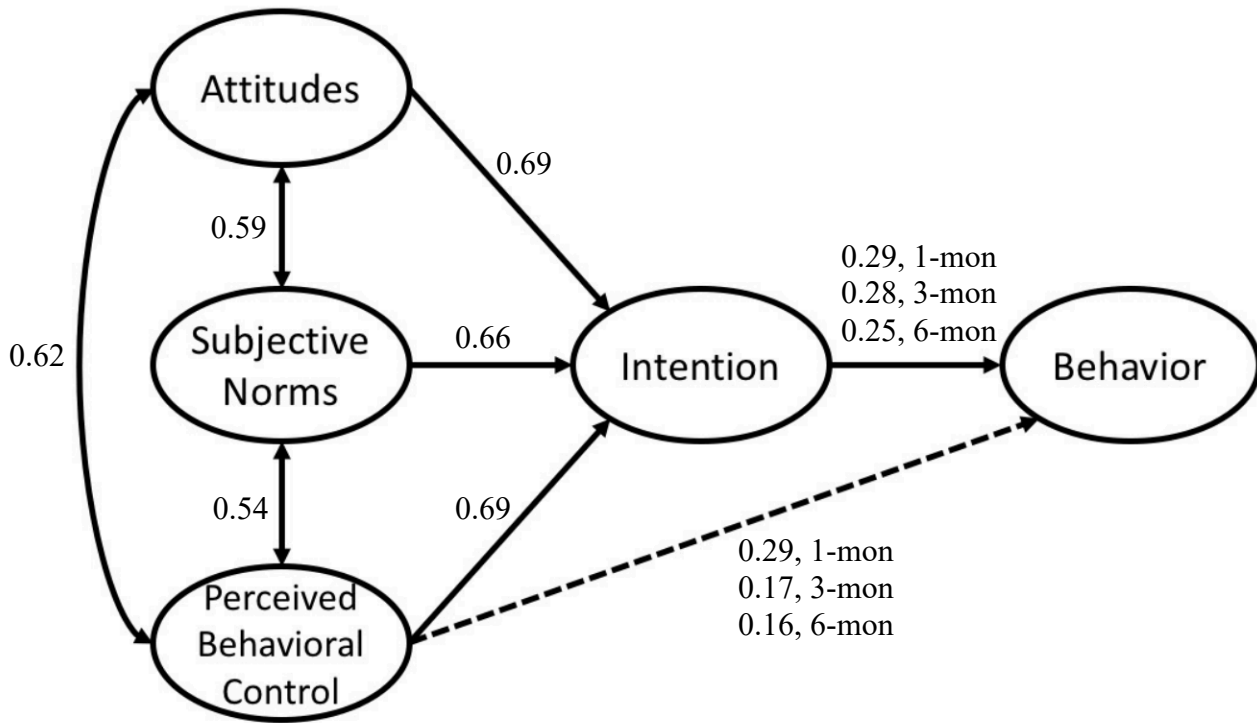 Attitudes
0.69
0.59
0.29, 1-mon
0.28, 3-mon
0.25, 6-mon
Subjective
Norms
0.66
0.62
Intention
Behavior
0.54
0.69
0.29, 1-mon
0.17, 3-mon
0.16, 6-mon
Perceived
Behavioral
Control